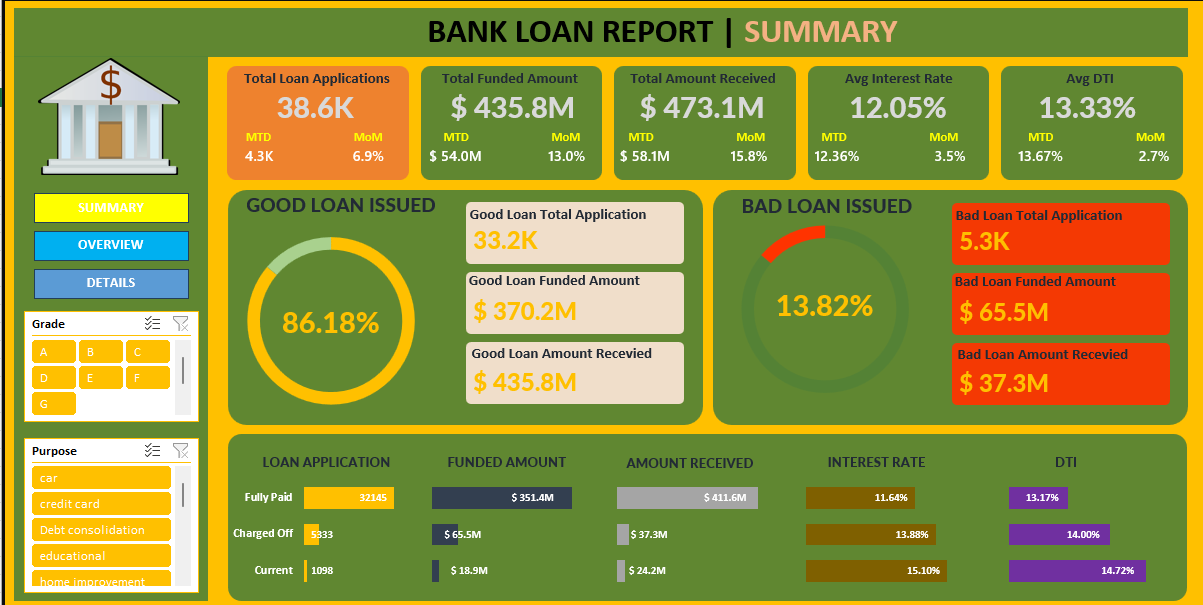 BANK LOAN REPORT | SUMMARY
$
SUMMARY
OVERVIEW
DETAILS
Grade
A B C
D E F
G
Purpose
car
credit card
Debt consolidation
educational
home improvement
Total Loan Applications
38.6K
MTD MoM
4.3K 6.9%
Total Funded Amount
$ 435.8M
MTD MoM
$ 54.0M 13.0%
Total Amount Received
$ 473.1M
MTD MoM
$ 58.1M 15.8%
Avg Interest Rate
12.05%
MTD MoM
12.36% 3.5%
Avg DTI
13.33%
MTD MoM
13.67% 2.7%
GOOD LOAN ISSUED
86.18%
Good Loan Total Application
33.2K
Good Loan Funded Amount
$ 370.2M
Good Loan Amount Recevied
$ 435.8M
BAD LOAN ISSUED
13.82%
Bad Loan Total Application
5.3K
Bad Loan Funded Amount
$ 65.5M
Bad Loan Amount Recevied
$ 37.3M
LOAN APPLICATION FUNDED AMOUNT AMOUNT RECEIVED INTEREST RATE DTI
Fully Paid 32145 $ 351.4M $ 411.6M 11.64% 13.17%
Charged Off 5333 $ 65.5M $ 37.3M 13.88% 14.00%
Current 1098 $ 18.9M $ 24.2M 15.10% 14.72%